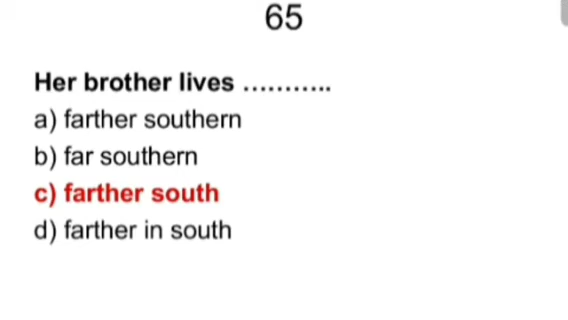 65
Her brother lives ...........
a) farther southern
b) far southern
c) farther south
d) farther in south